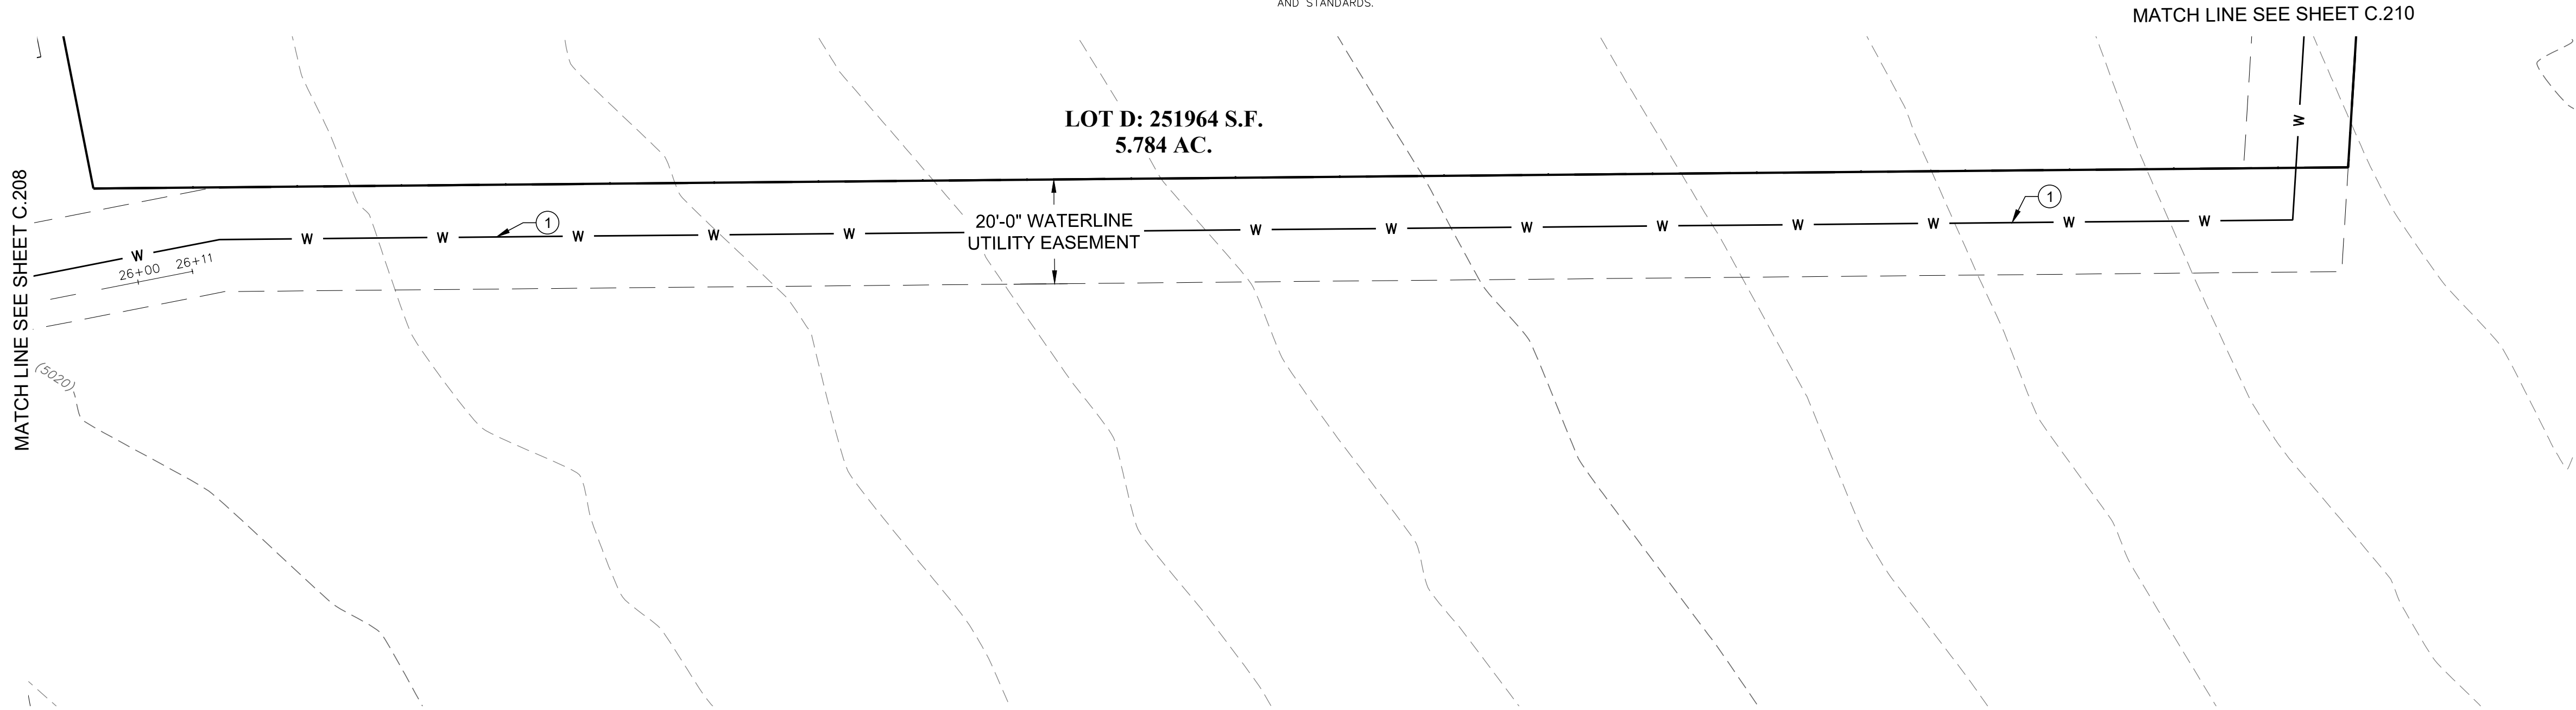 AND STANDARDS.
MATCH LINE SEE SHEET C.210
LOT D: 251964 S.F.
5.784 AC.
MATCH LINE SEE SHEET C.208
W
1
1
20'-0" WATERLINE
UTILITY EASEMENT
W W W W W W W W W W W W W W
26+00 26+11
(5020)